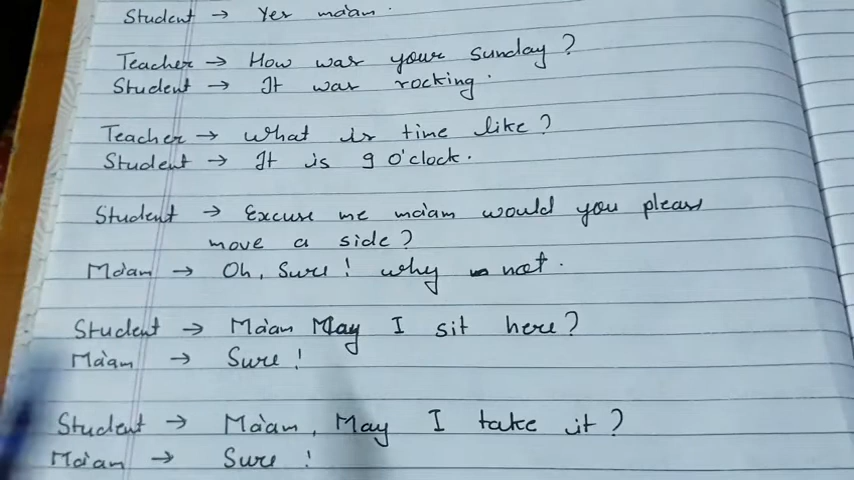 Student → Yes ma'am.
Teacher → How was your sunday?
Student → It was rocking.
Teacher → what is time like?
Student → It is 9 O'clock.
Student → Excuse me ma'am would you please
move a side?
Ma'am → Oh, Sure! why not.
Student → Ma'am May I sit here?
Ma'am → Sure!
Student → Ma'am, May I take it?
Ma'am → Sure!